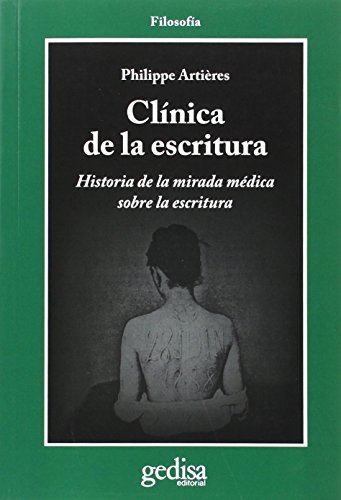 Filosofía
Philippe Artières
Clínica
de la escritura
Historia de la mirada médica
sobre la escritura
gedisa
editorial